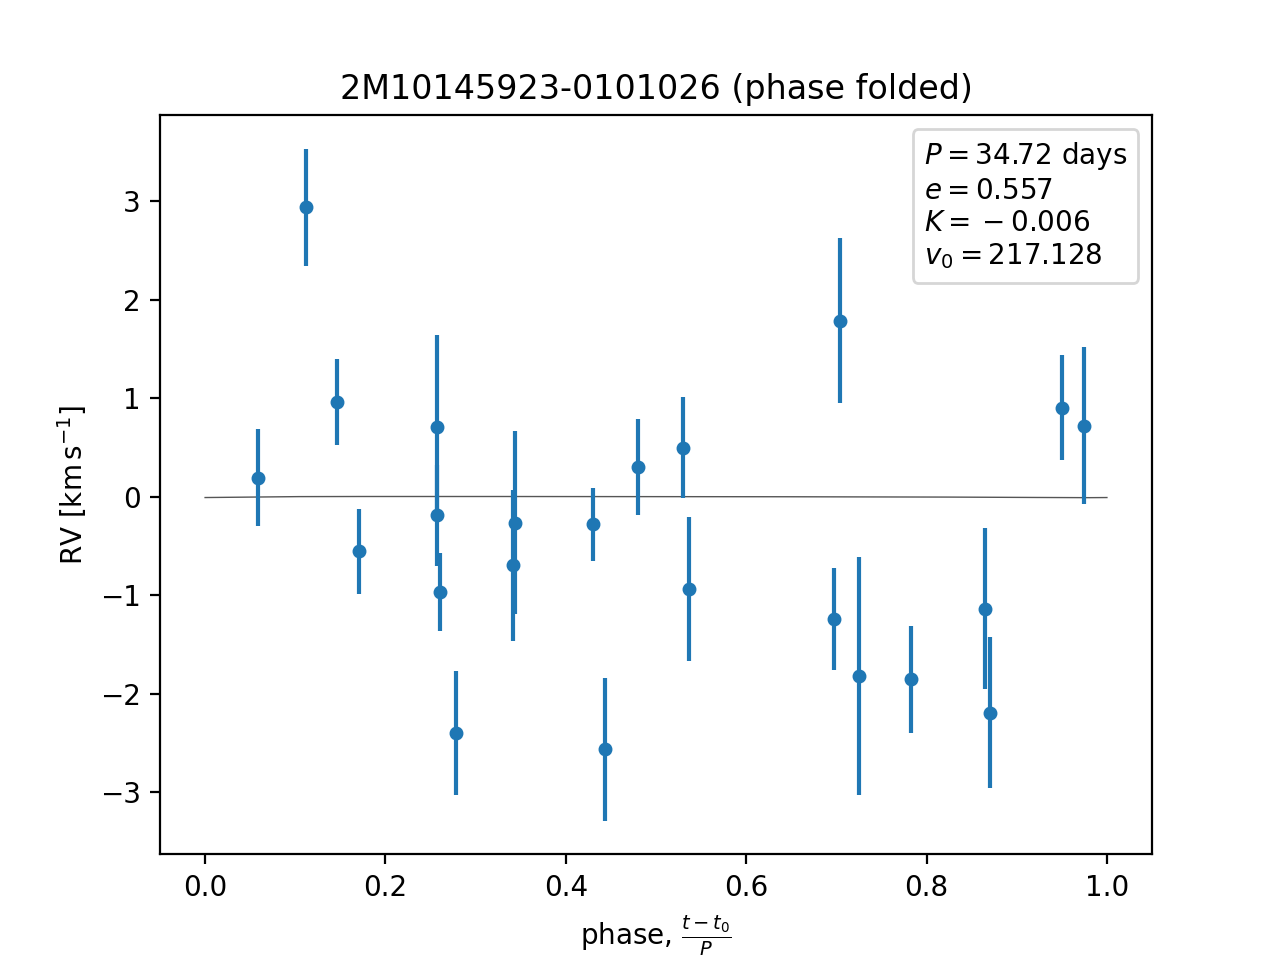 2M10145923-0101026 (phase folded)
P = 34.72 days
e = 0.557
K = −0.006
v₀ = 217.128
3
2
1
0
−1
−2
−3
RV [km s⁻¹]
0.0 0.2 0.4 0.6 0.8 1.0
phase, (t − t₀)/P